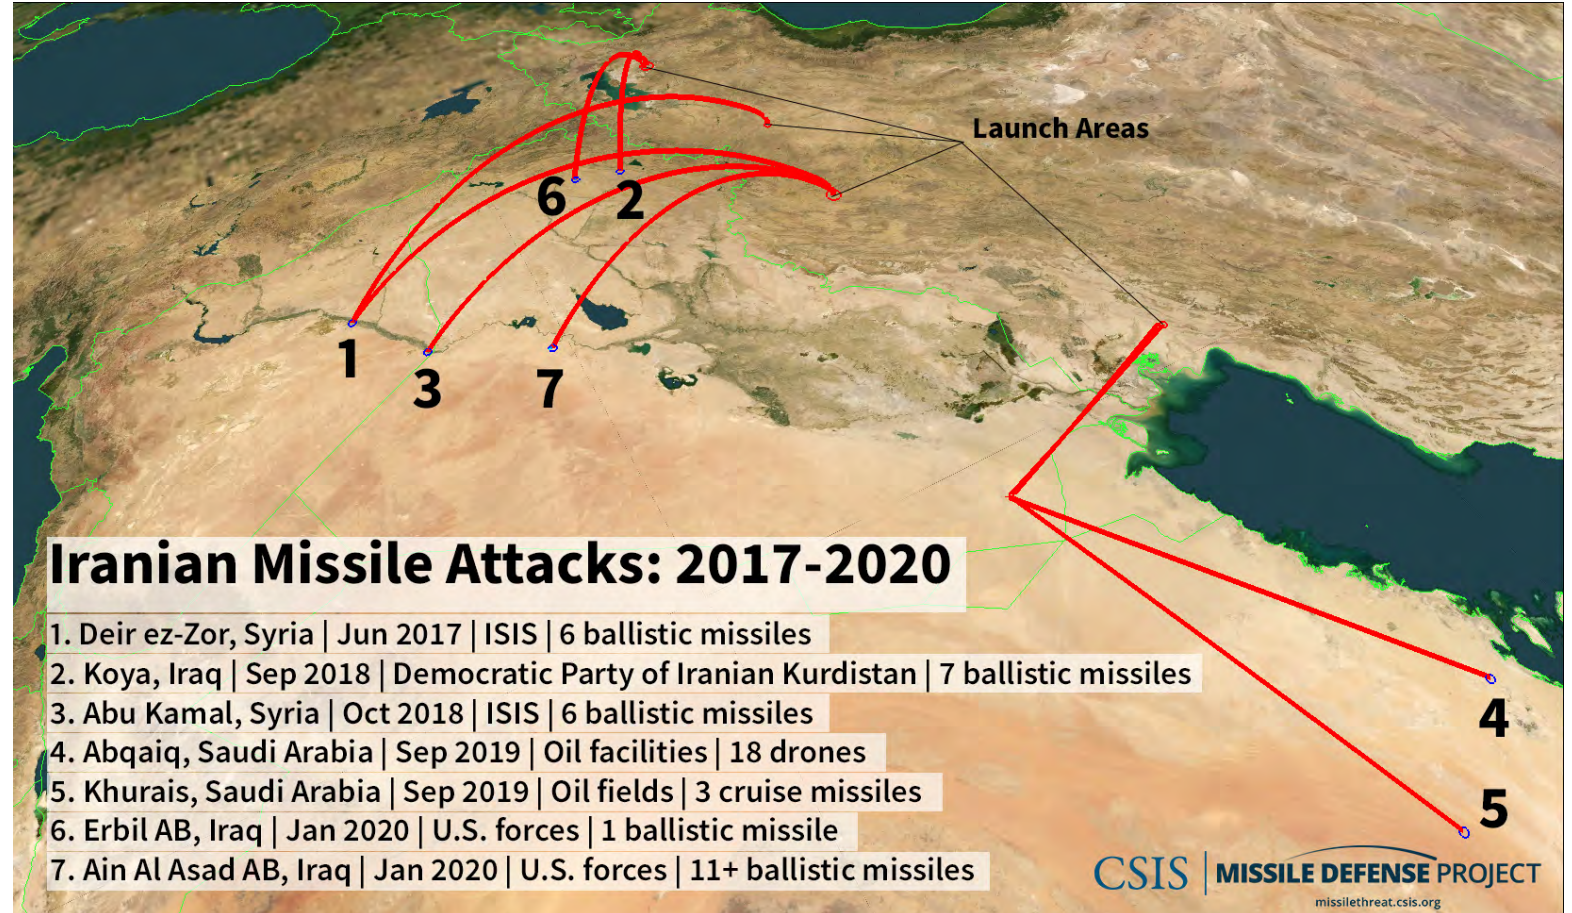 Launch Areas
6
2
1
3
7
Iranian Missile Attacks: 2017-2020
1. Deir ez-Zor, Syria | Jun 2017 | ISIS | 6 ballistic missiles
2. Koya, Iraq | Sep 2018 | Democratic Party of Iranian Kurdistan | 7 ballistic missiles
3. Abu Kamal, Syria | Oct 2018 | ISIS | 6 ballistic missiles
4. Abqaiq, Saudi Arabia | Sep 2019 | Oil facilities | 18 drones
5. Khurais, Saudi Arabia | Sep 2019 | Oil fields | 3 cruise missiles
6. Erbil AB, Iraq | Jan 2020 | U.S. forces | 1 ballistic missile
7. Ain Al Asad AB, Iraq | Jan 2020 | U.S. forces | 11+ ballistic missiles
4
5
CSIS | MISSILE DEFENSE PROJECT
missilethreat.csis.org